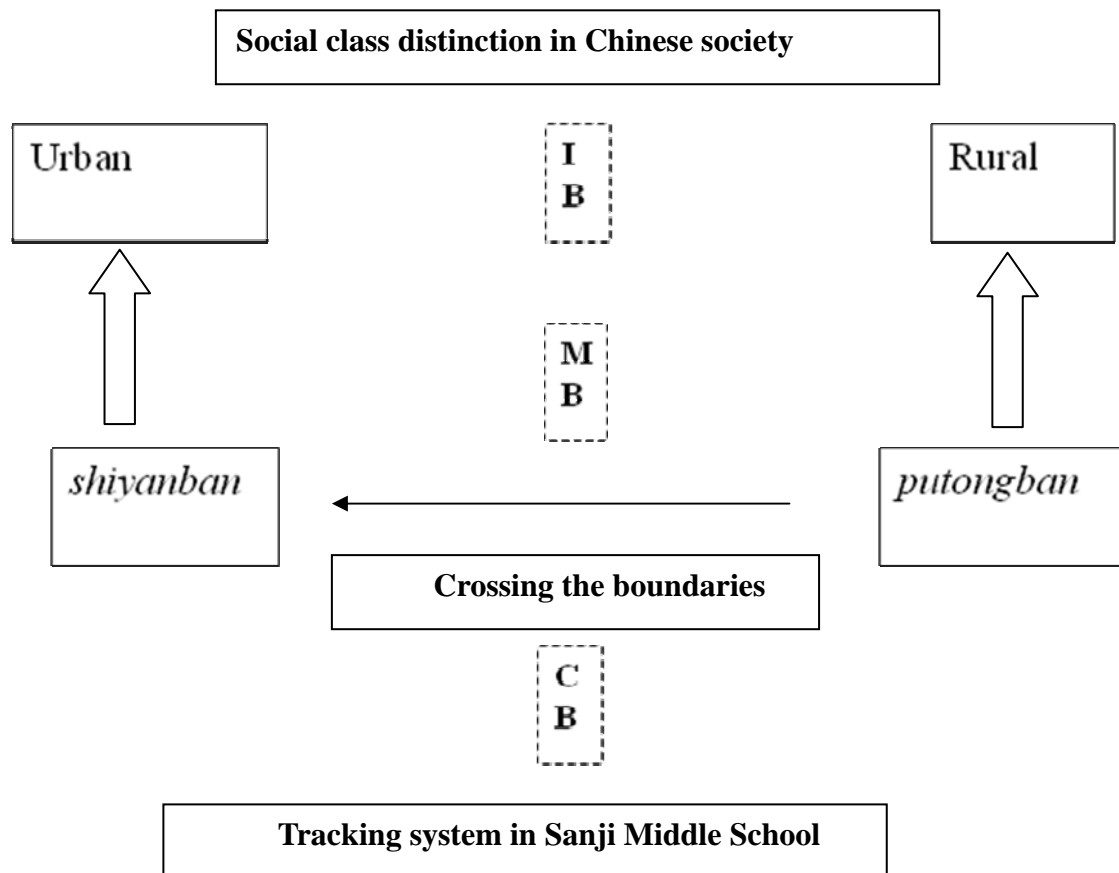 Social class distinction in Chinese society
Urban
I
B
Rural
M
B
shiyanban
putongban
Crossing the boundaries
C
B
Tracking system in Sanji Middle School